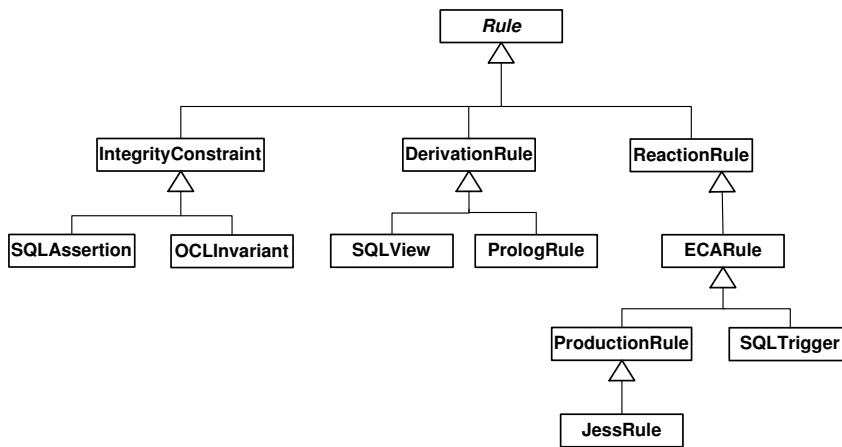 Rule
IntegrityConstraint
DerivationRule
ReactionRule
SQLAssertion
OCLInvariant
SQLView
PrologRule
ECARule
ProductionRule
SQLTrigger
JessRule